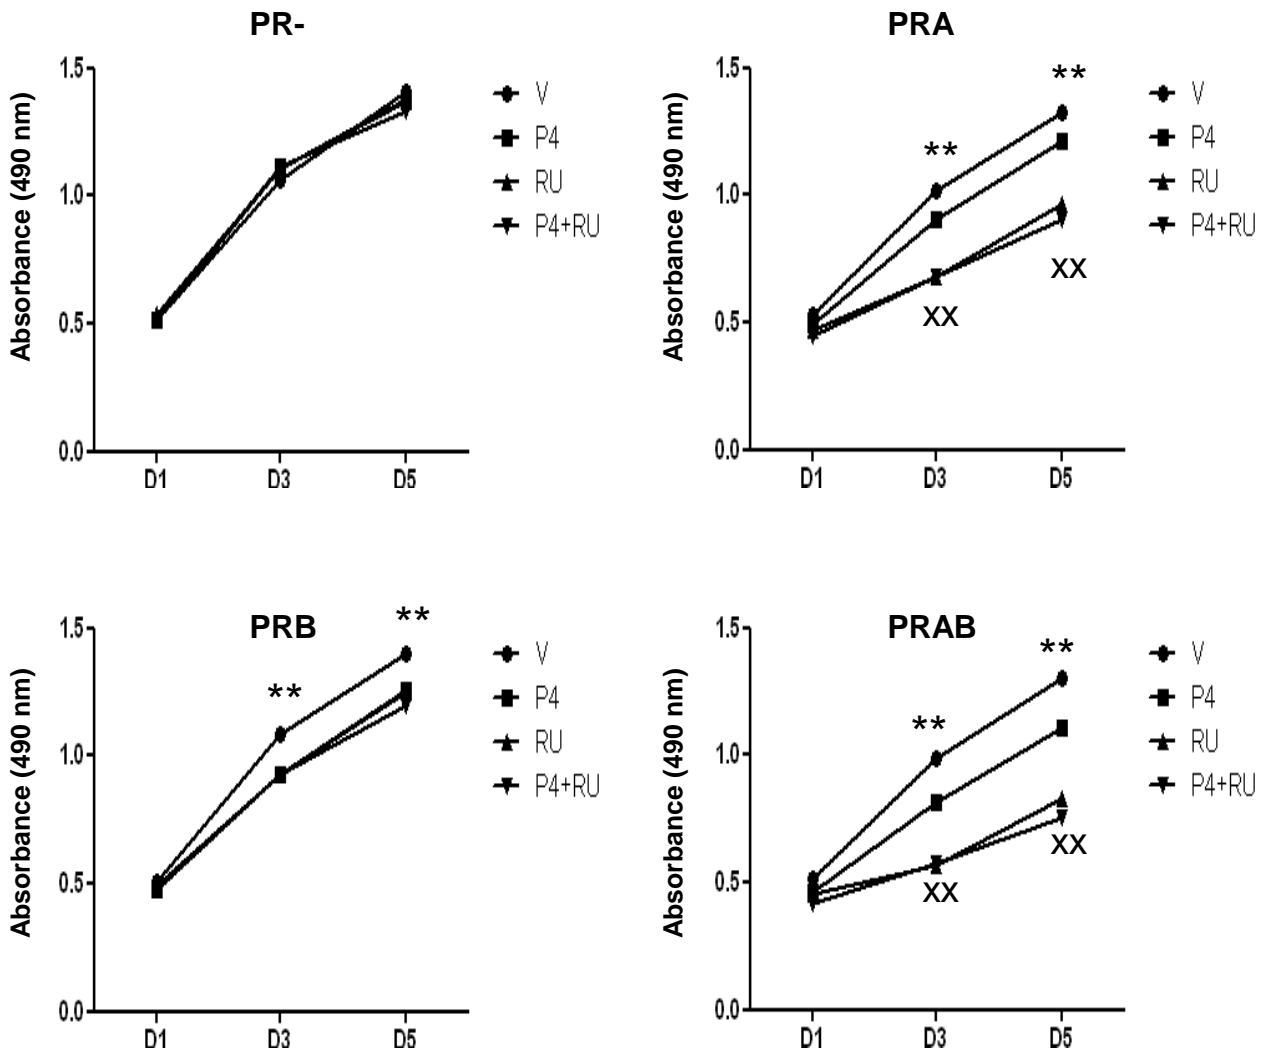 PR-
Absorbance (490 nm)
1.5
1.0
0.5
0.0
D1 D3 D5
V
P4
RU
P4+RU
PRA
Absorbance (490 nm)
1.5
1.0
0.5
0.0
**
**
xx
xx
D1 D3 D5
V
P4
RU
P4+RU
PRB
Absorbance (490 nm)
1.5
1.0
0.5
0.0
**
**
D1 D3 D5
V
P4
RU
P4+RU
PRAB
Absorbance (490 nm)
1.5
1.0
0.5
0.0
**
**
xx
xx
D1 D3 D5
V
P4
RU
P4+RU